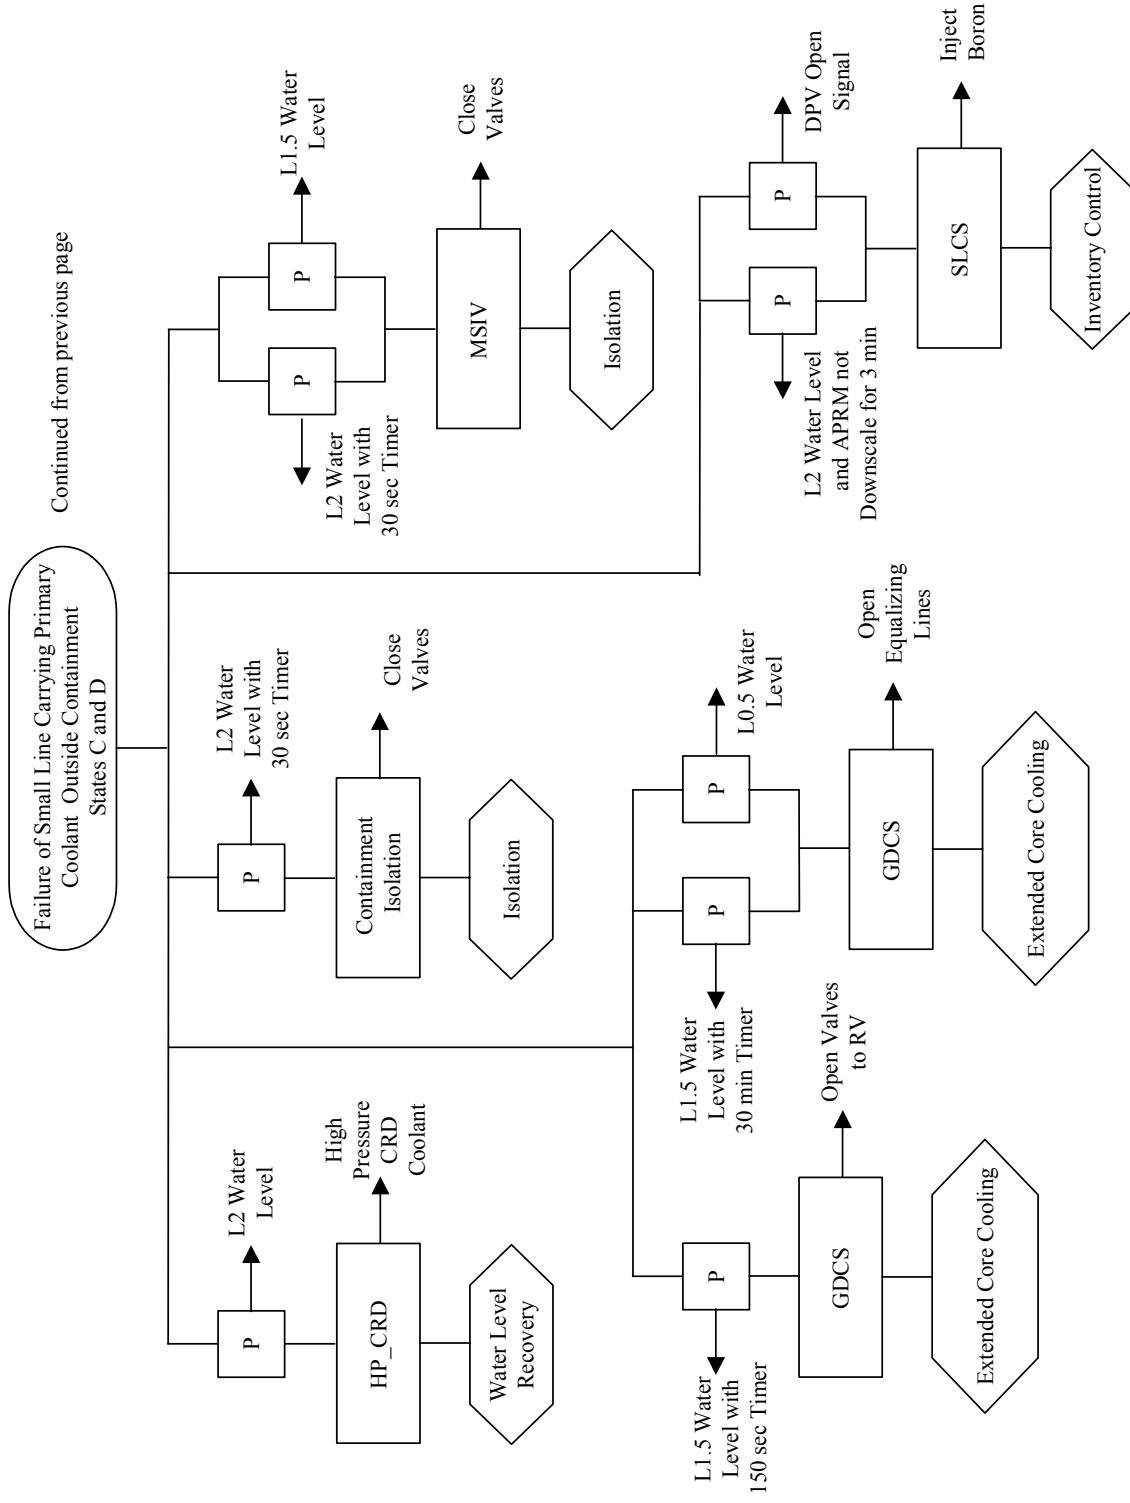 Continued from previous page
Failure of Small Line Carrying Primary
Coolant Outside Containment
States C and D
P
L2 Water
Level
HP_CRD
High
Pressure
CRD
Coolant
Water Level
Recovery
P
L2 Water
Level with
30 sec Timer
Containment
Isolation
Close
Valves
Isolation
P
P
L2 Water
Level with
30 sec Timer
L1.5 Water
Level
MSIV
Close
Valves
Isolation
P
L1.5 Water
Level with
150 sec Timer
GDCS
Open Valves
to RV
Extended Core Cooling
P
P
L1.5 Water
Level with
30 min Timer
L0.5 Water
Level
GDCS
Open
Equalizing
Lines
Extended Core Cooling
P
P
L2 Water Level
and APRM not
Downscale for 3 min
DPV Open
Signal
SLCS
Inject
Boron
Inventory Control